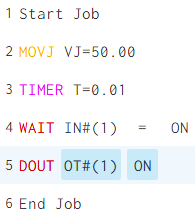 1 Start Job
2 MOVJ VJ=50.00
3 TIMER T=0.01
4 WAIT IN#(1) = ON
5 DOUT OT#(1) ON
6 End Job